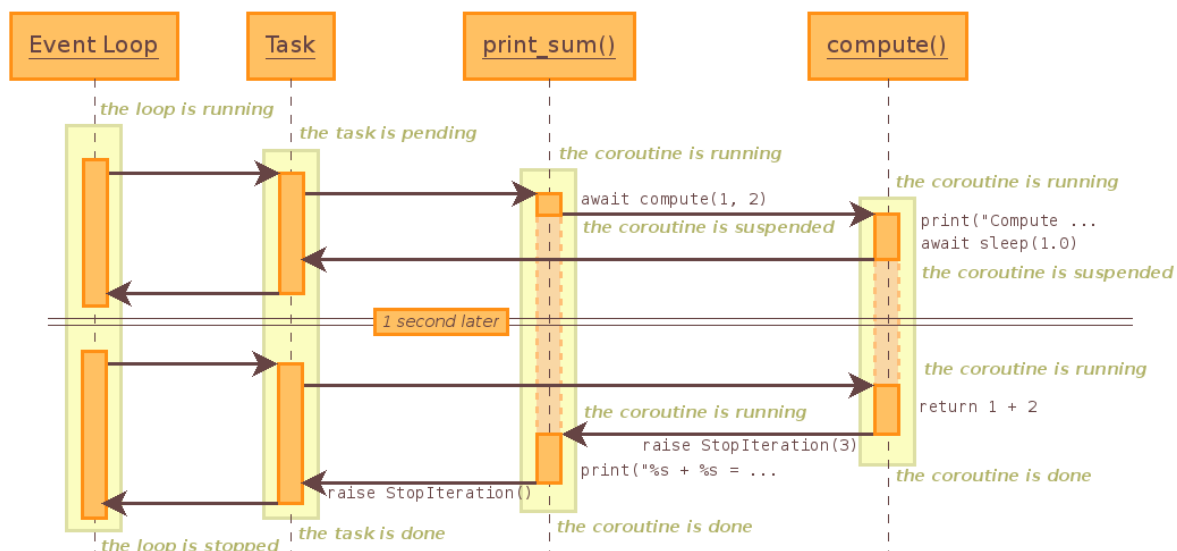 Event Loop
Task
print_sum()
compute()
the loop is running
the task is pending
the coroutine is running
the coroutine is running
await compute(1, 2)
print("Compute ...
the coroutine is suspended
await sleep(1.0)
the coroutine is suspended
1 second later
the coroutine is running
return 1 + 2
the coroutine is running
raise StopIteration(3)
print("%s + %s = ...
the coroutine is done
raise StopIteration()
the coroutine is done
the task is done
the loop is stopped